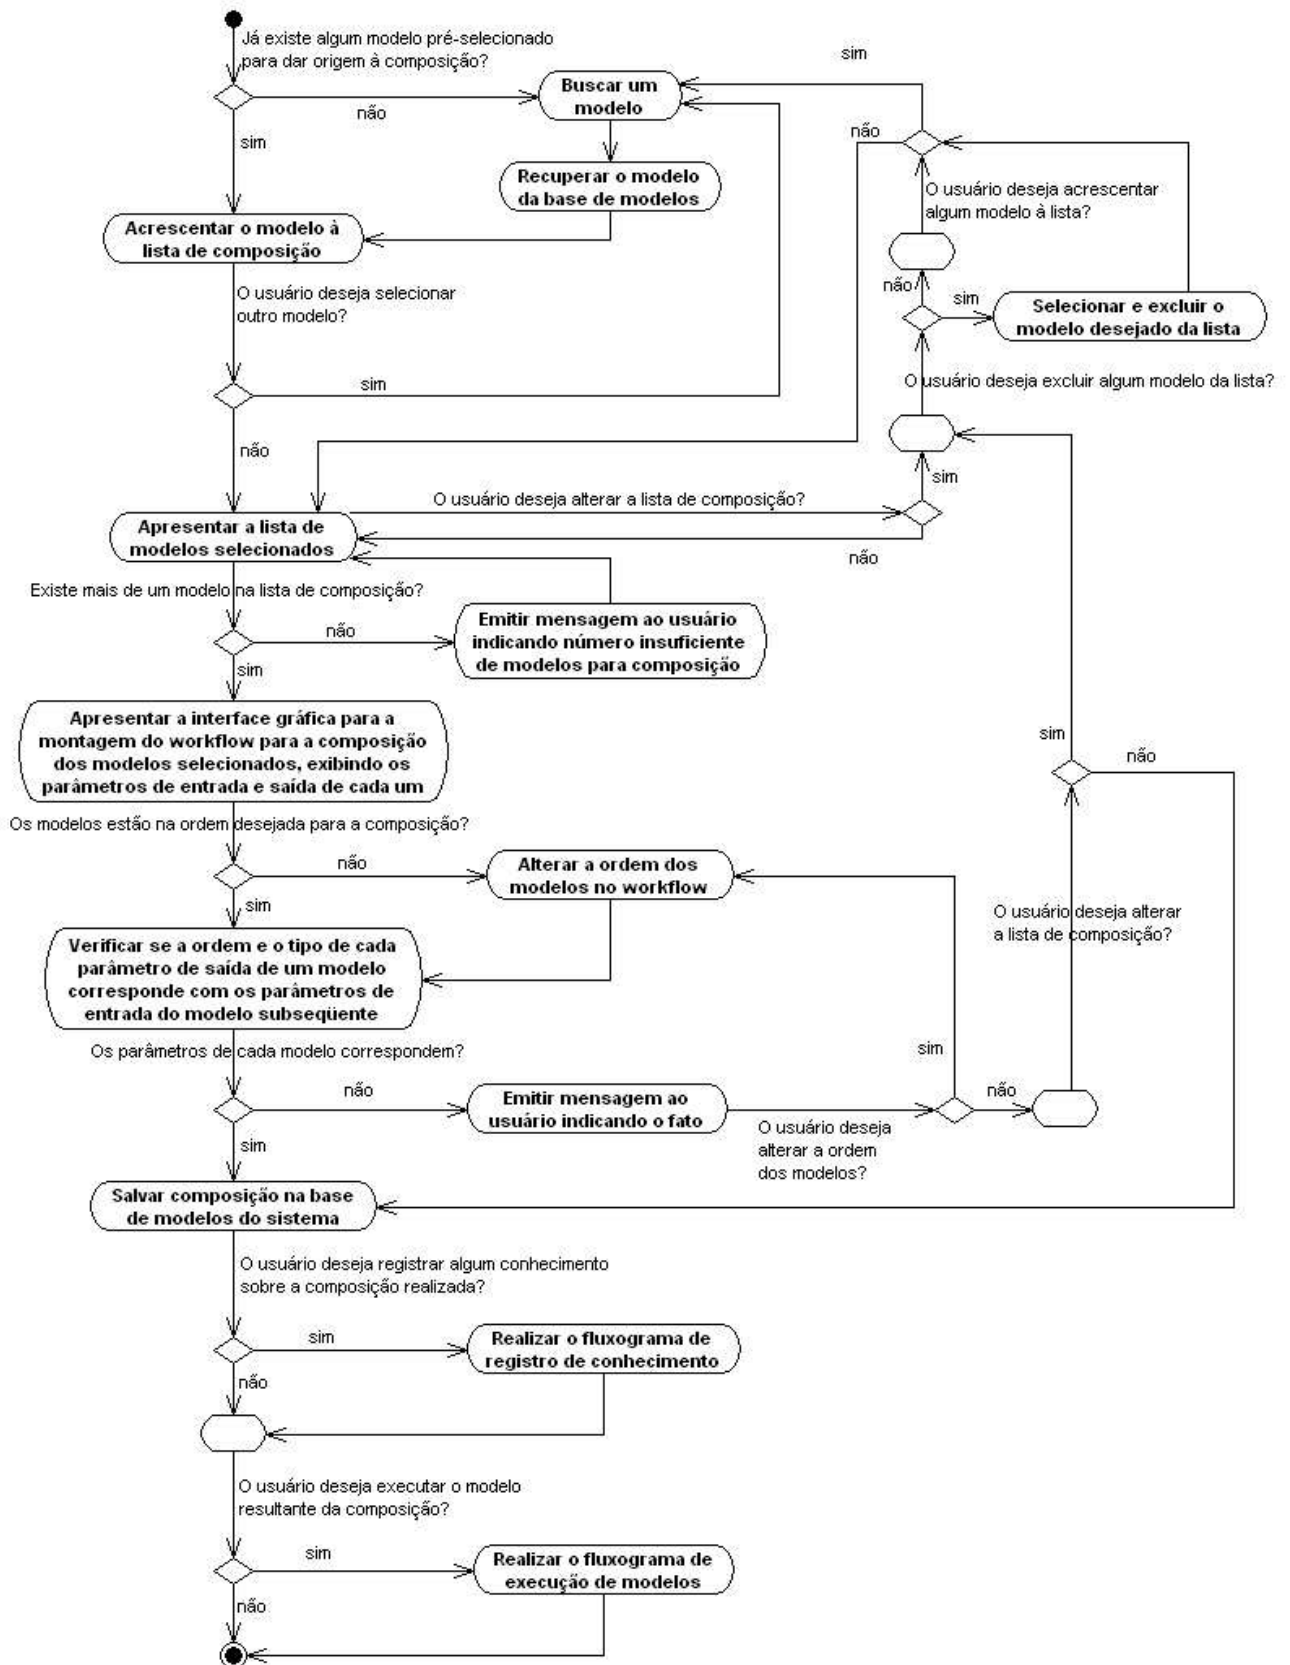 Já existe algum modelo pré-selecionado
para dar origem à composição?
sim
Buscar um
modelo
não
sim
não
Recuperar o modelo
da base de modelos
O usuário deseja acrescentar
algum modelo à lista?
Acrescentar o modelo à
lista de composição
não
sim
Selecionar e excluir o
modelo desejado da lista
O usuário deseja selecionar
outro modelo?
sim
O usuário deseja excluir algum modelo da lista?
não
sim
O usuário deseja alterar a lista de composição?
Apresentar a lista de
modelos selecionados
não
Existe mais de um modelo na lista de composição?
não
Emitir mensagem ao usuário
indicando número insuficiente
de modelos para composição
sim
Apresentar a interface gráfica para a
montagem do workflow para a composição
dos modelos selecionados, exibindo os
parâmetros de entrada e saída de cada um
sim
não
Os modelos estão na ordem desejada para a composição?
não
Alterar a ordem dos
modelos no workflow
sim
O usuário deseja alterar
a lista de composição?
Verificar se a ordem e o tipo de cada
parâmetro de saída de um modelo
corresponde com os parâmetros de
entrada do modelo subseqüente
Os parâmetros de cada modelo correspondem?
sim
não
Emitir mensagem ao
usuário indicando o fato
não
O usuário deseja
alterar a ordem
dos modelos?
sim
Salvar composição na base
de modelos do sistema
O usuário deseja registrar algum conhecimento
sobre a composição realizada?
sim
Realizar o fluxograma de
registro de conhecimento
não
O usuário deseja executar o modelo
resultante da composição?
sim
Realizar o fluxograma de
execução de modelos
não